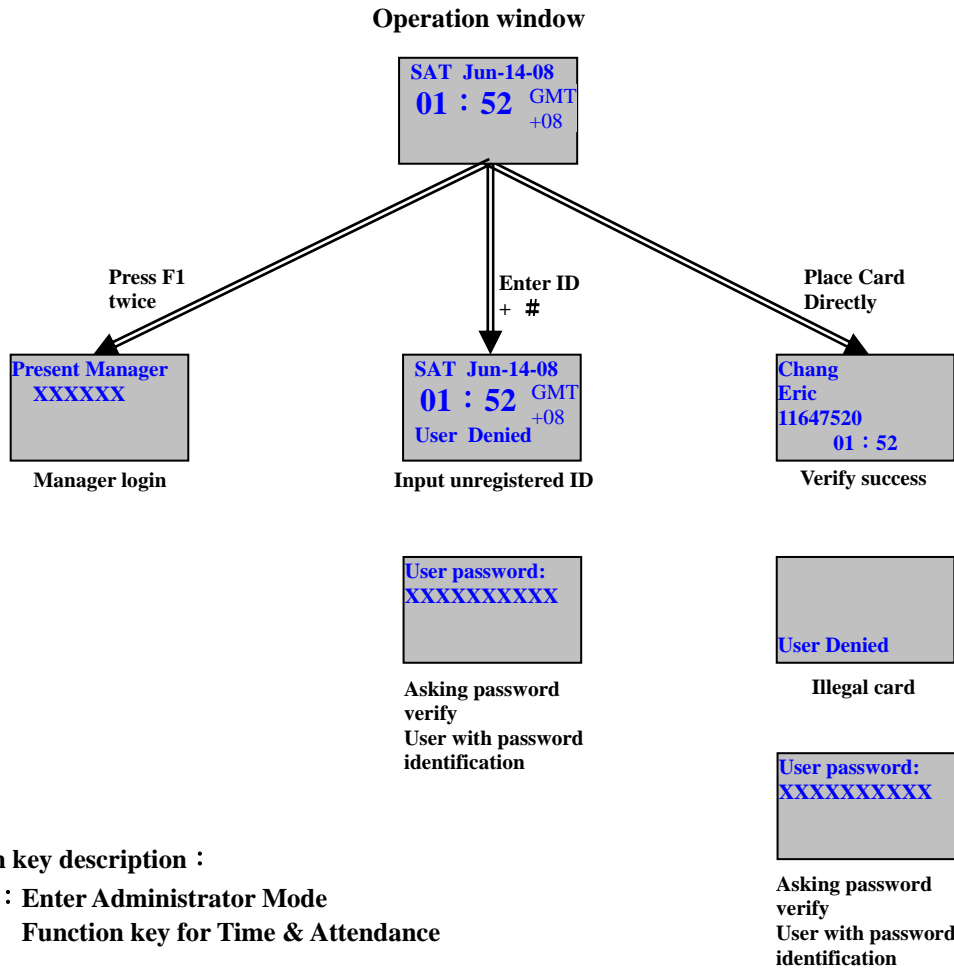 Operation window
SAT Jun-14-08
01：52 GMT
+08
Press F1
twice
Enter ID
+ #
Place Card
Directly
Present Manager
XXXXXX
Manager login
SAT Jun-14-08
01：52 GMT
+08
User Denied
Input unregistered ID
Chang
Eric
11647520
01：52
Verify success
User password:
XXXXXXXXXX
Asking password
verify
User with password
identification
User Denied
Illegal card
User password:
XXXXXXXXXX
Asking password
verify
User with password
identification
key description：
：Enter Administrator Mode
Function key for Time & Attendance